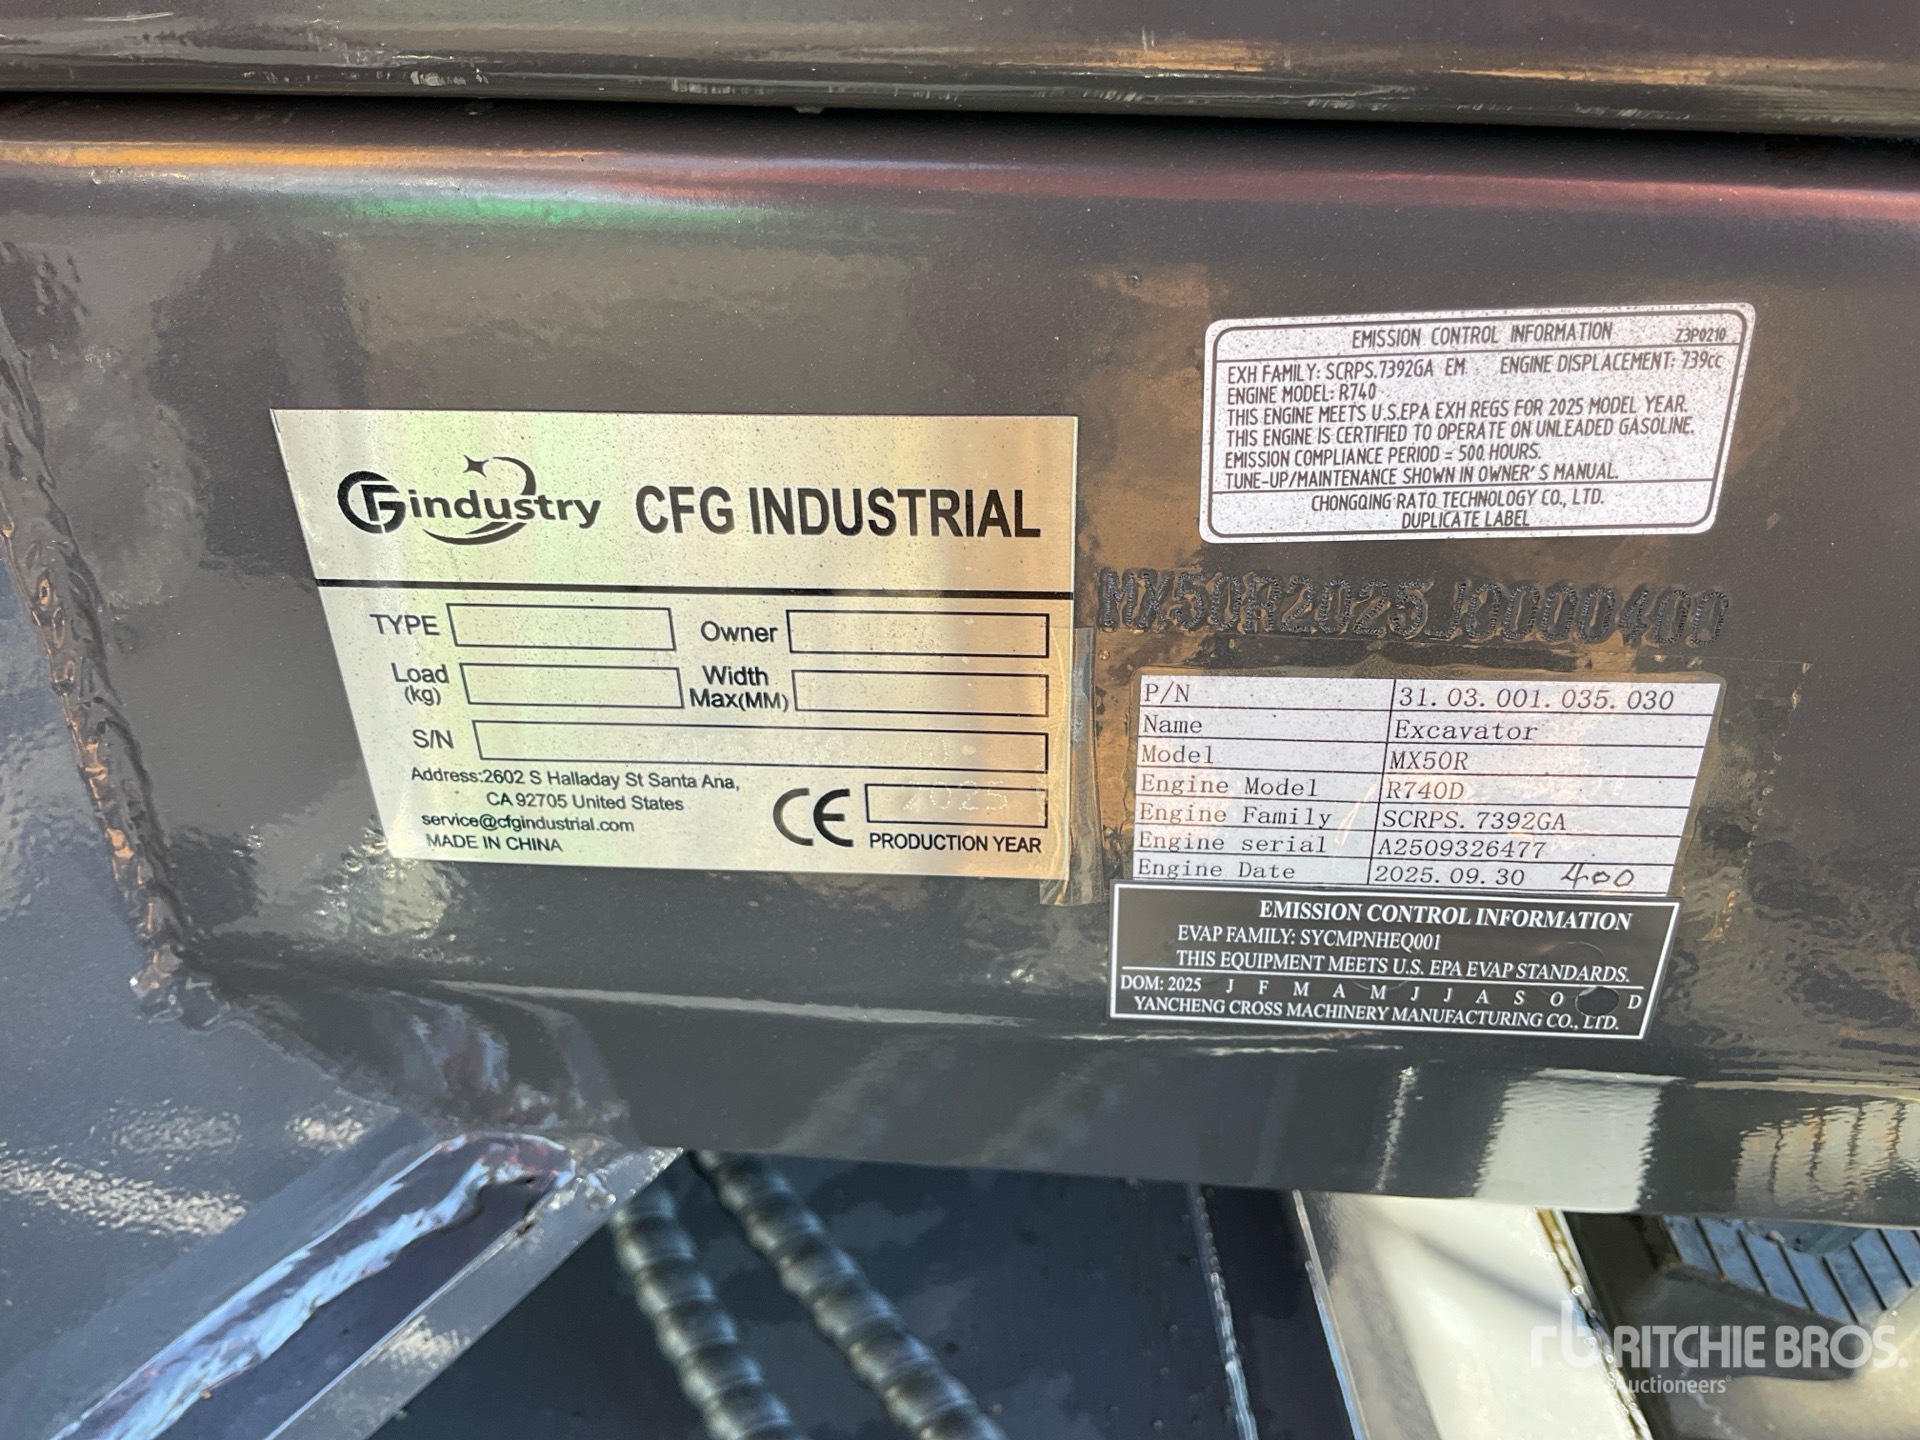 CFG industry CFG INDUSTRIAL
TYPE Owner
Load (kg) Width Max(MM)
S/N
Address:2602 S Halladay St Santa Ana,
CA 92705 United States
service@cfgindustrial.com
MADE IN CHINA
CE 2025
PRODUCTION YEAR
EMISSION CONTROL INFORMATION Z3P0210
EXH FAMILY: SCRPS.7392GA EM ENGINE DISPLACEMENT: 739cc
ENGINE MODEL: R740
THIS ENGINE MEETS U.S.EPA EXH REGS FOR 2025 MODEL YEAR.
THIS ENGINE IS CERTIFIED TO OPERATE ON UNLEADED GASOLINE.
EMISSION COMPLIANCE PERIOD = 500 HOURS.
TUNE-UP/MAINTENANCE SHOWN IN OWNER'S MANUAL.
CHONGQING RATO TECHNOLOGY CO., LTD.
DUPLICATE LABEL
MX50R2025J000040D
P/N 31.03.001.035.030
Name Excavator
Model MX50R
Engine Model R740D
Engine Family SCRPS.7392GA
Engine serial A2509326477
Engine Date 2025.09.30 400
EMISSION CONTROL INFORMATION
EVAP FAMILY: SYCMPNHEQ001
THIS EQUIPMENT MEETS U.S. EPA EVAP STANDARDS.
DOM: 2025 J F M A M J J A S O D
YANCHENG CROSS MACHINERY MANUFACTURING CO., LTD.
rb RITCHIE BROS.
Auctioneers